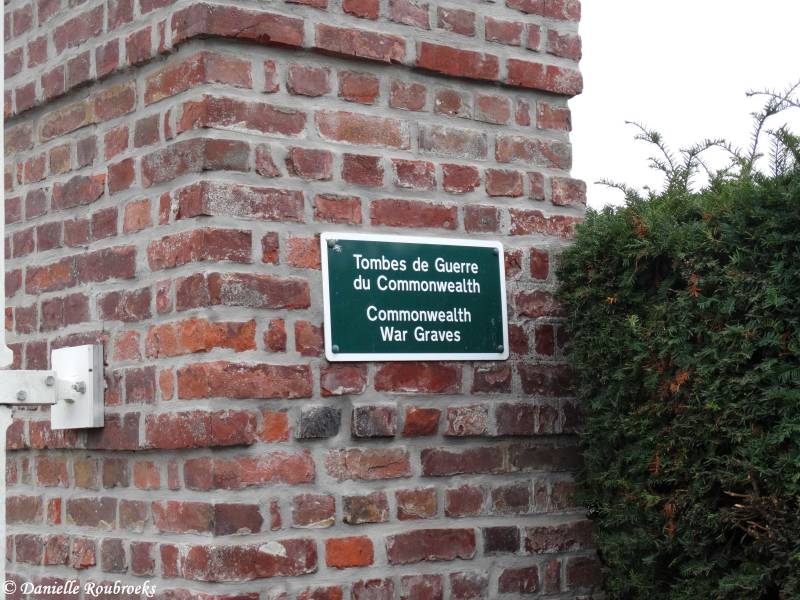 Tombes de Guerre
du Commonwealth
Commonwealth
War Graves
© Danielle Roubroeks